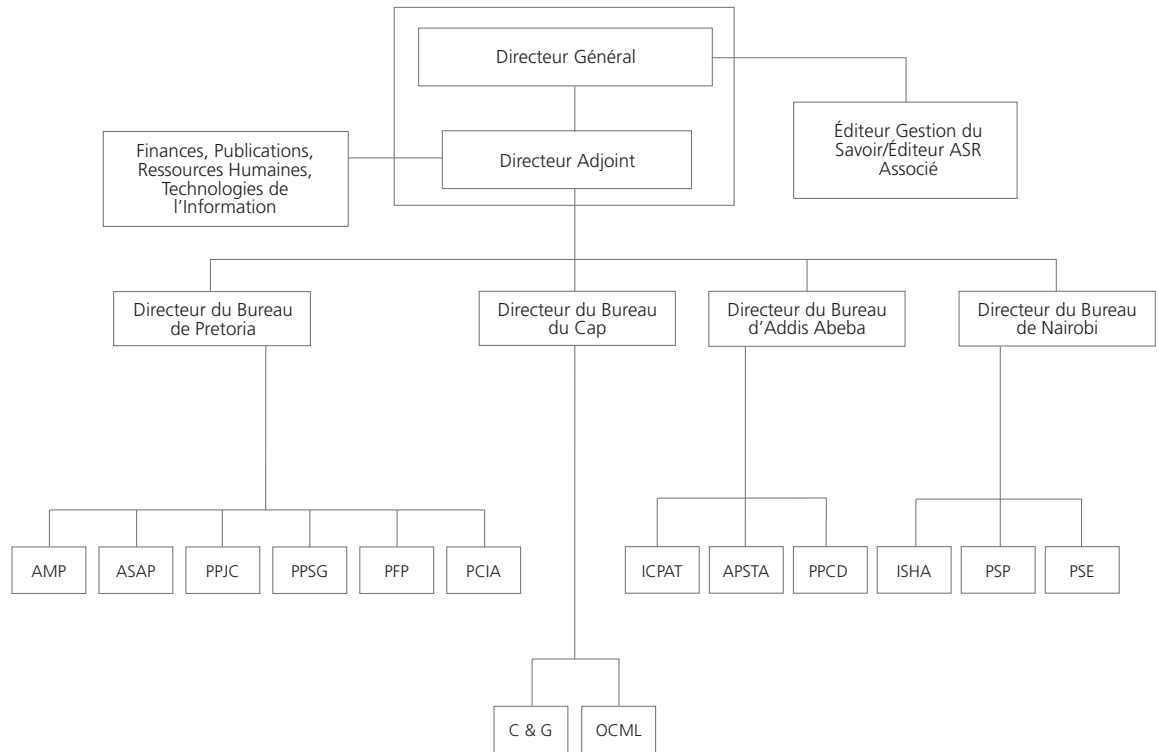 Directeur Général
Éditeur Gestion du
Savoir/Éditeur ASR
Associé
Finances, Publications,
Ressources Humaines,
Technologies de
l'Information
Directeur Adjoint
Directeur du Bureau
de Pretoria
Directeur du Bureau
du Cap
Directeur du Bureau
d'Addis Abeba
Directeur du Bureau
de Nairobi
AMP
ASAP
PPJC
PPSG
PFP
PCIA
ICPAT
APSTA
PPCD
ISHA
PSP
PSE
C & G
OCML